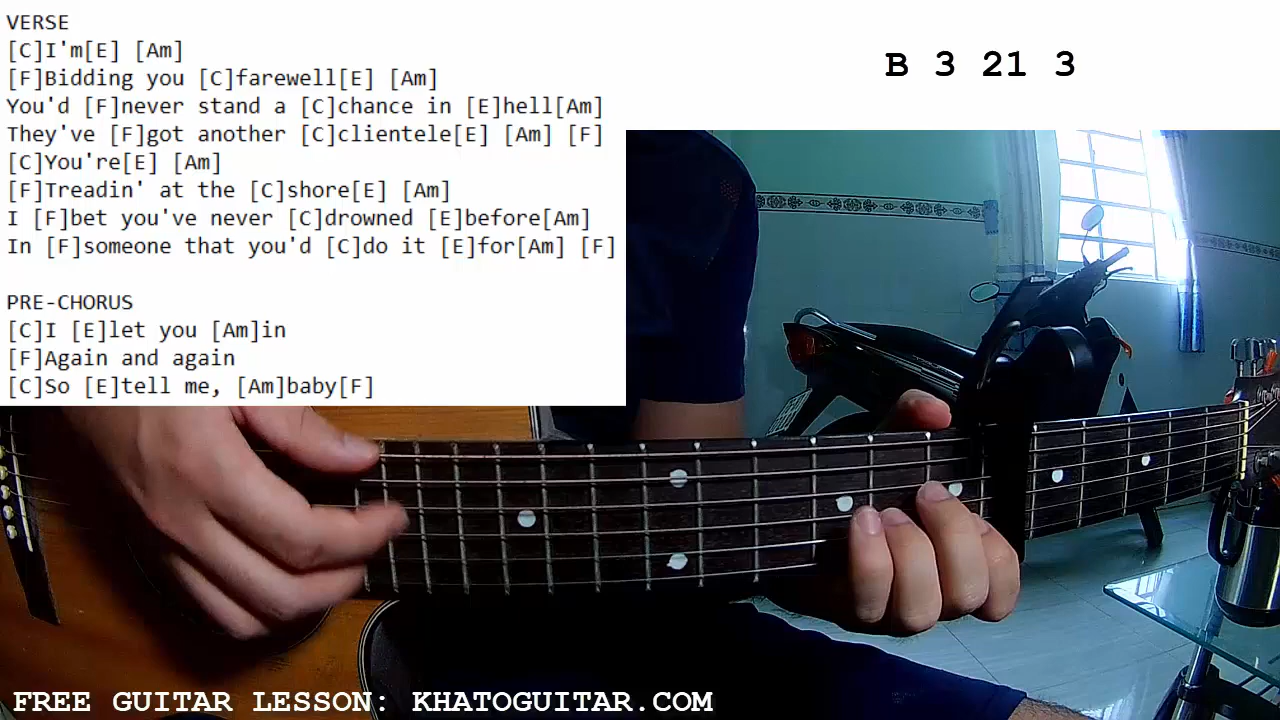 VERSE
[C]I'm[E] [Am]
[F]Bidding you [C]farewell[E] [Am]
You'd [F]never stand a [C]chance in [E]hell[Am]
They've [F]got another [C]clientele[E] [Am] [F]
[C]You're[E] [Am]
[F]Treadin' at the [C]shore[E] [Am]
I [F]bet you've never [C]drowned [E]before[Am]
In [F]someone that you'd [C]do it [E]for[Am] [F]
PRE-CHORUS
[C]I [E]let you [Am]in
[F]Again and again
[C]So [E]tell me, [Am]baby[F]
B 3 21 3
FREE GUITAR LESSON: KHATOGUITAR.COM